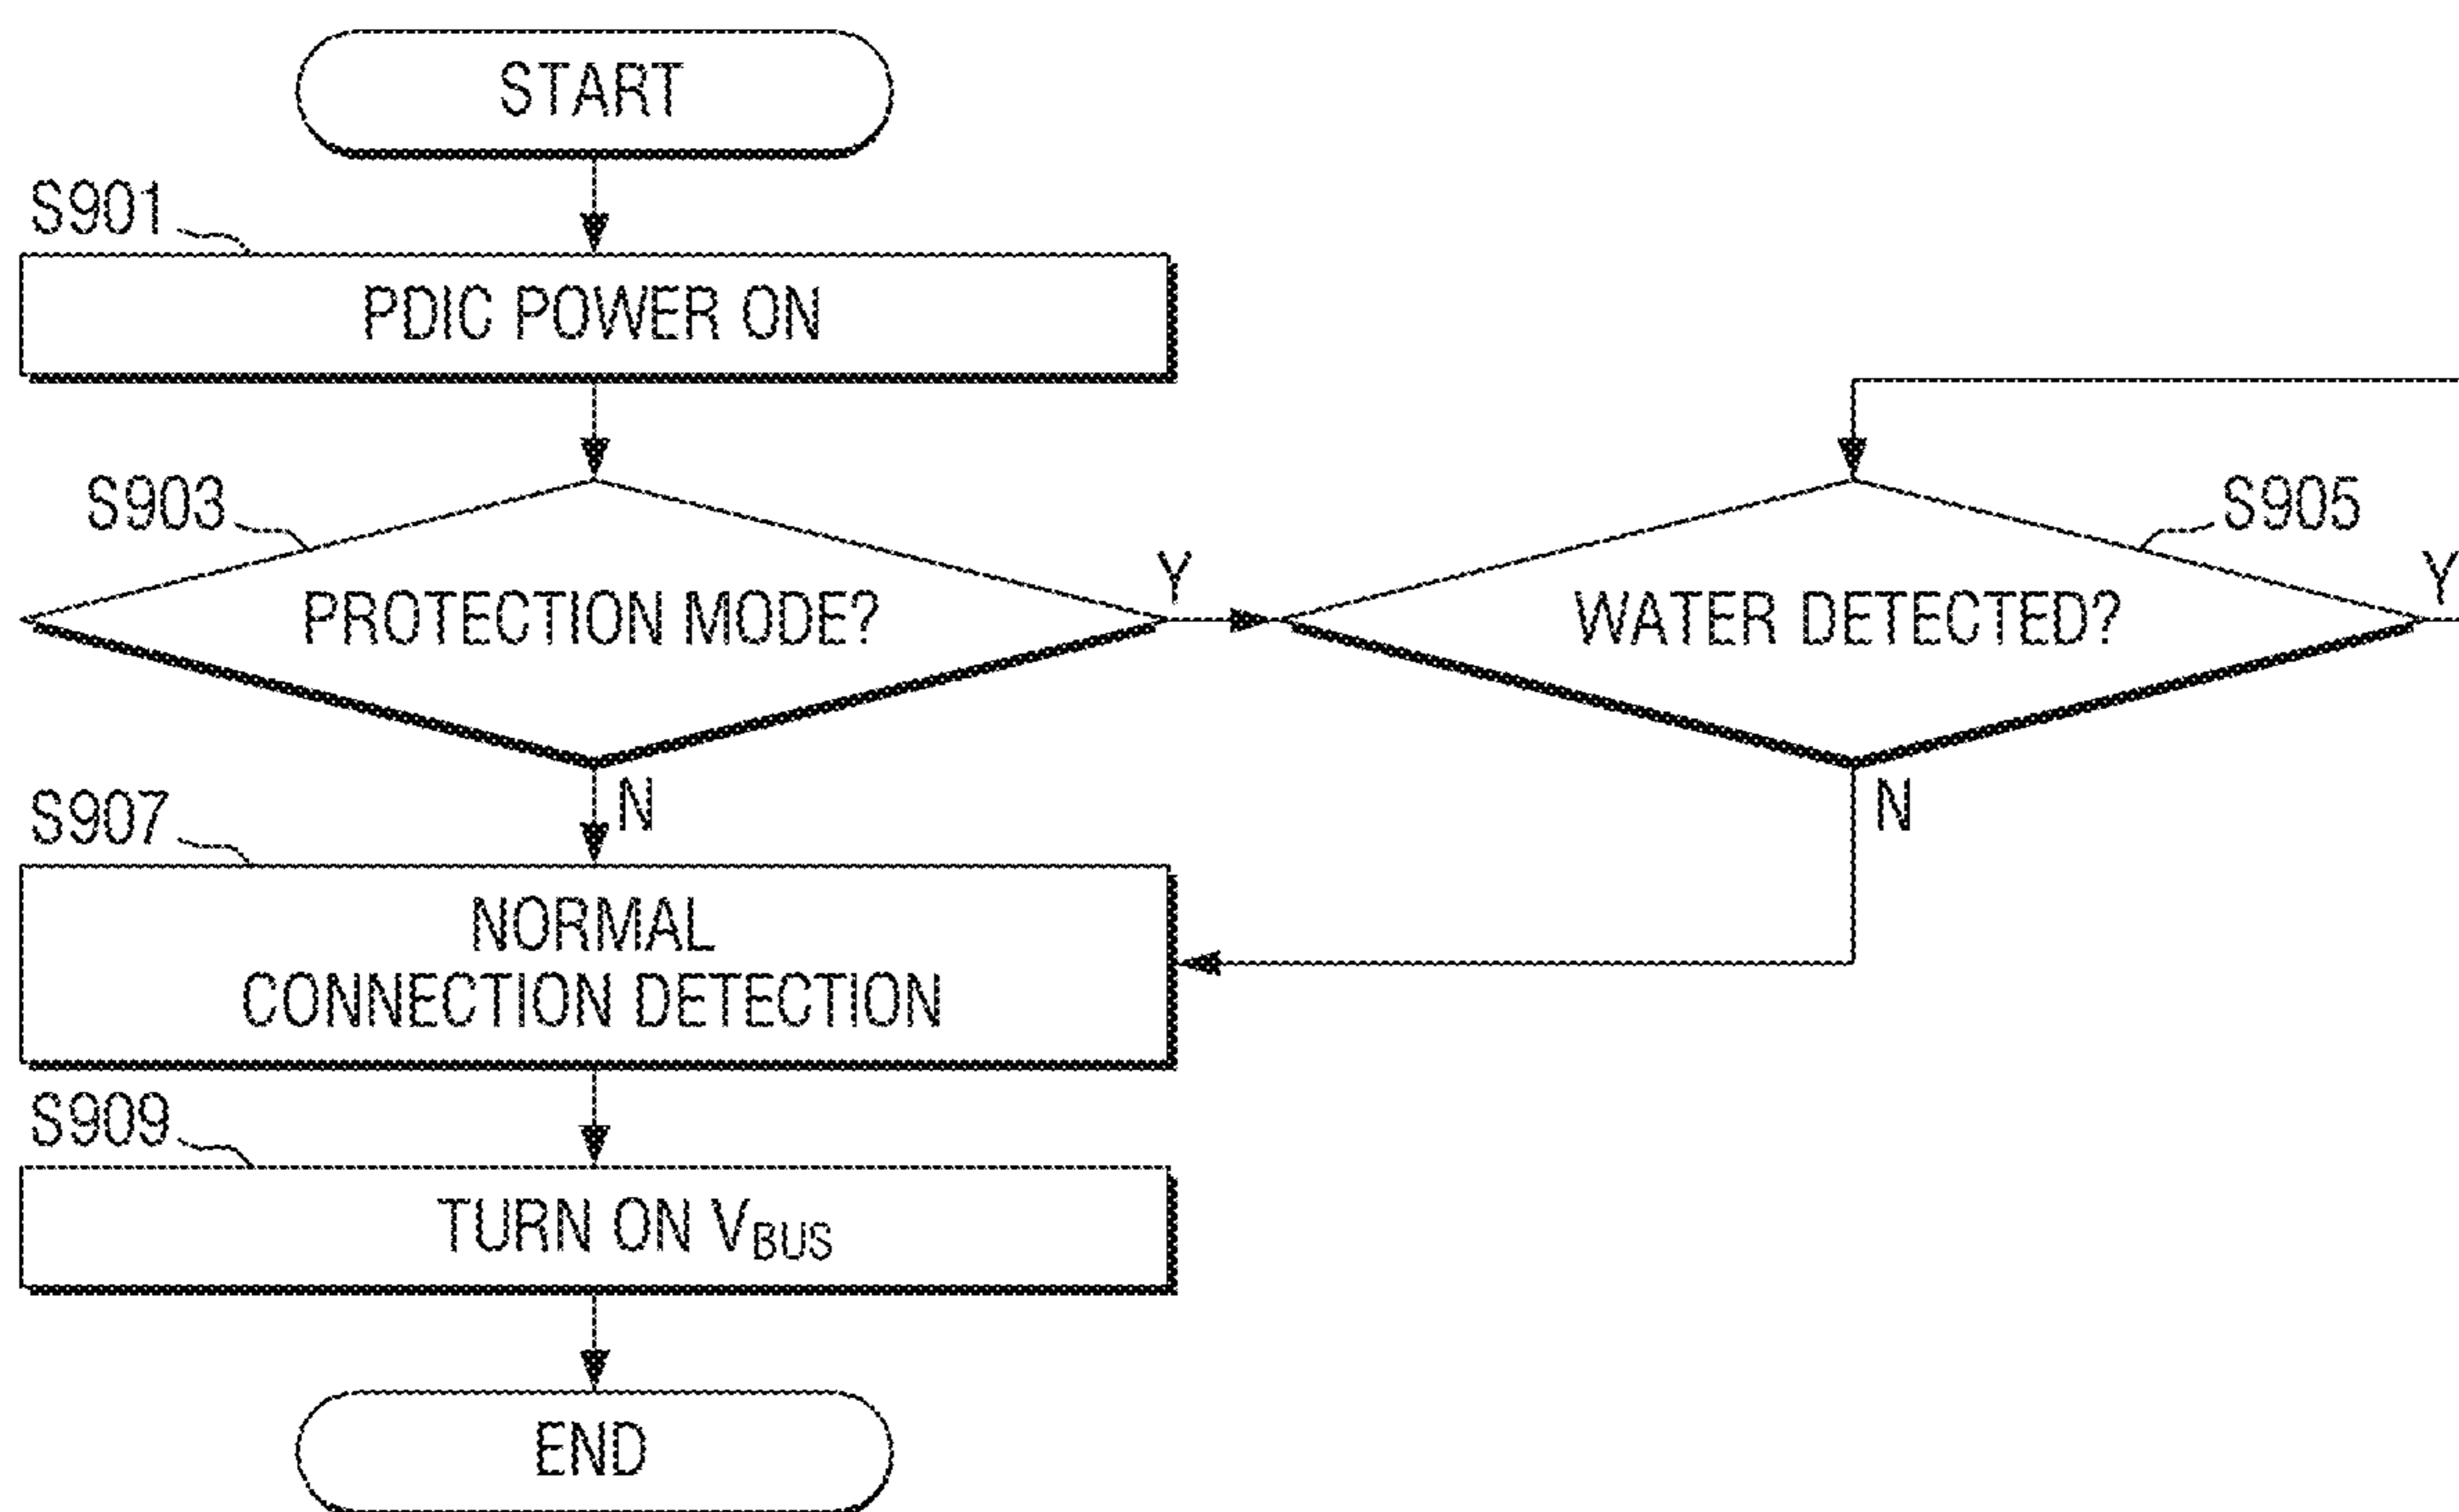 START
S901
PDIC POWER ON
S903
PROTECTION MODE?
Y
S905
WATER DETECTED?
Y
N
N
S907
NORMAL
CONNECTION DETECTION
S909
TURN ON VBUS
END